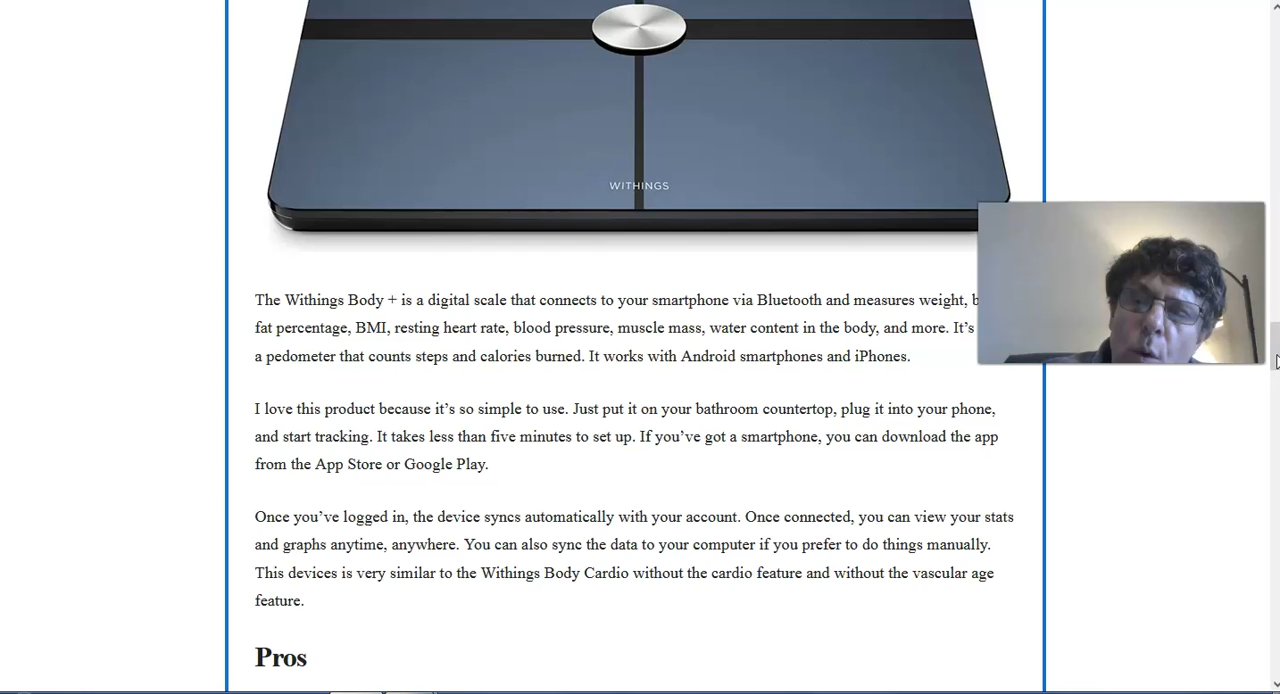 WITHINGS
The Withings Body + is a digital scale that connects to your smartphone via Bluetooth and measures weight,
fat percentage, BMI, resting heart rate, blood pressure, muscle mass, water content in the body, and more. It's
a pedometer that counts steps and calories burned. It works with Android smartphones and iPhones.
I love this product because it's so simple to use. Just put it on your bathroom countertop, plug it into your phone,
and start tracking. It takes less than five minutes to set up. If you've got a smartphone, you can download the app
from the App Store or Google Play.
Once you've logged in, the device syncs automatically with your account. Once connected, you can view your stats
and graphs anytime, anywhere. You can also sync the data to your computer if you prefer to do things manually.
This devices is very similar to the Withings Body Cardio without the cardio feature and without the vascular age
feature.
Pros